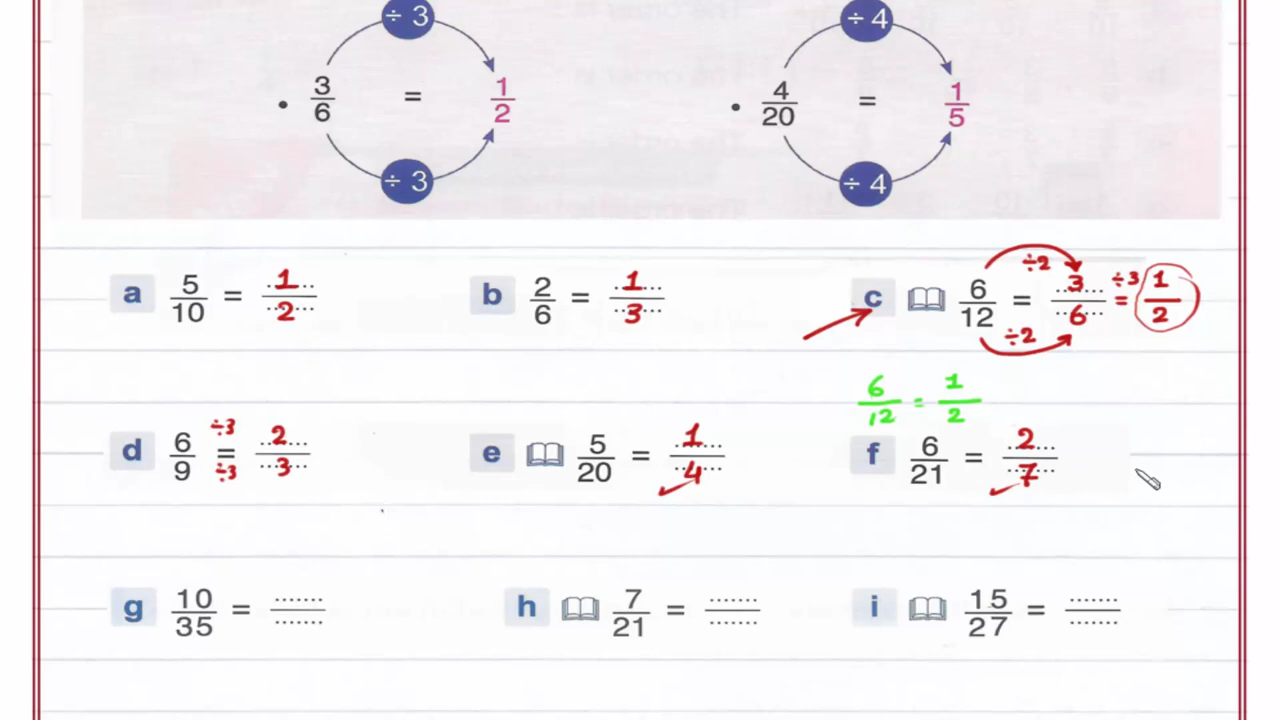 ÷ 3 ÷ 4
• 3/6 = 1/2 • 4/20 = 1/5
÷ 3 ÷ 4
a 5/10 = 1/2 b 2/6 = 1/3 c 6/12 ÷2 ÷2 = 3/6 ÷3 = 1/2
6/12 = 1/2
d 6/9 ÷3 = ÷3 2/3 e 5/20 = 1/4 f 6/21 = 2/7
g 10/35 = ...... h 7/21 = ...... i 15/27 = ......